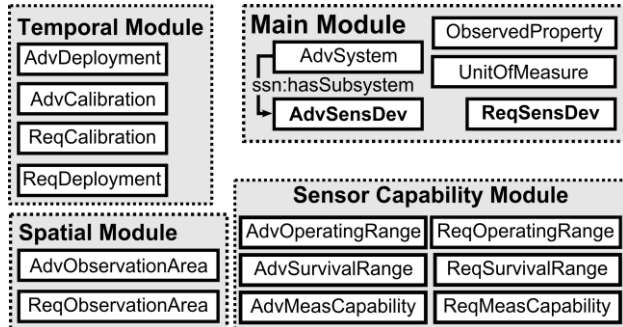 Temporal Module
AdvDeployment
AdvCalibration
ReqCalibration
ReqDeployment
Main Module
AdvSystem
ssn:hasSubsystem
AdvSensDev
ObservedProperty
UnitOfMeasure
ReqSensDev
Spatial Module
AdvObservationArea
ReqObservationArea
Sensor Capability Module
AdvOperatingRange
ReqOperatingRange
AdvSurvivalRange
ReqSurvivalRange
AdvMeasCapability
ReqMeasCapability